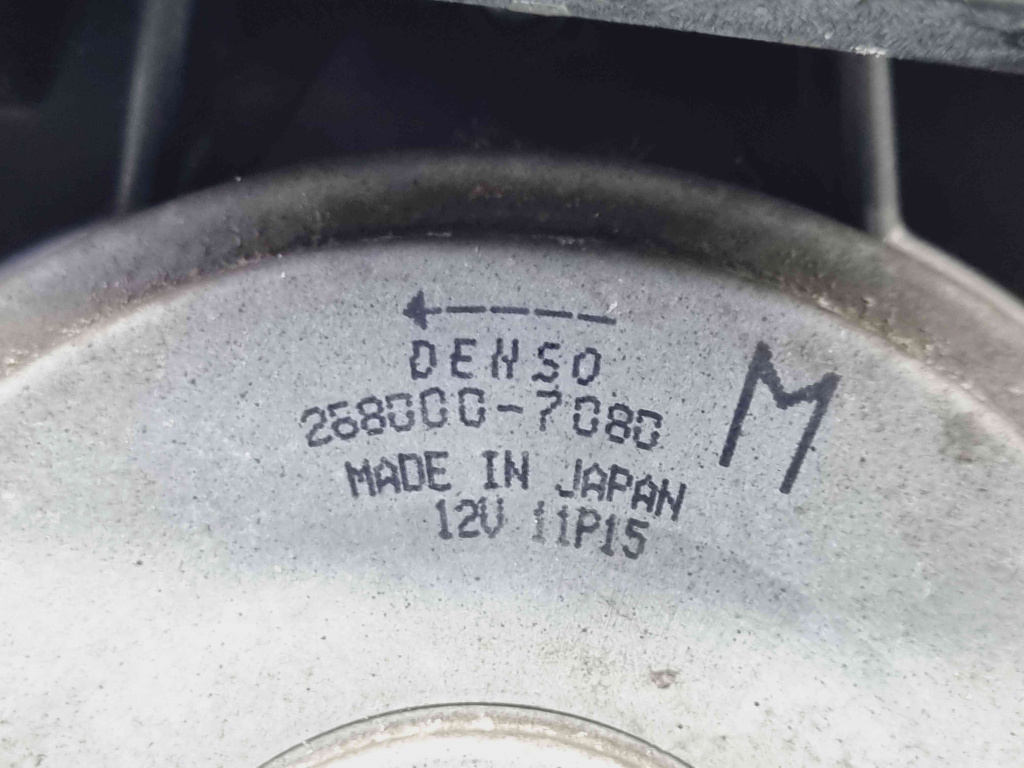 DENSO
268000-7080
M
MADE IN JAPAN
12V 11P15